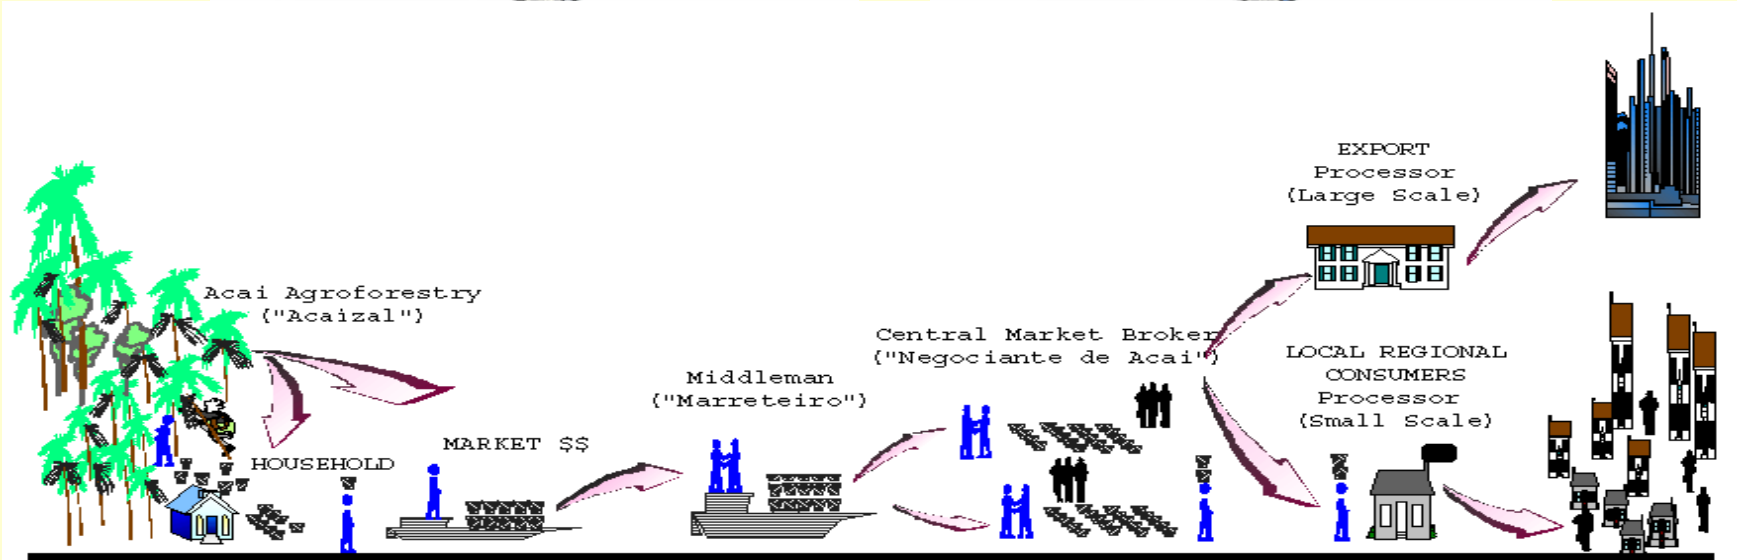 Acai Agroforestry
("Acaizal")
HOUSEHOLD
MARKET $$
Middleman
("Marreteiro")
Central Market Broker
("Negociante de Acai")
EXPORT
Processor
(Large Scale)
LOCAL REGIONAL
CONSUMERS
Processor
(Small Scale)